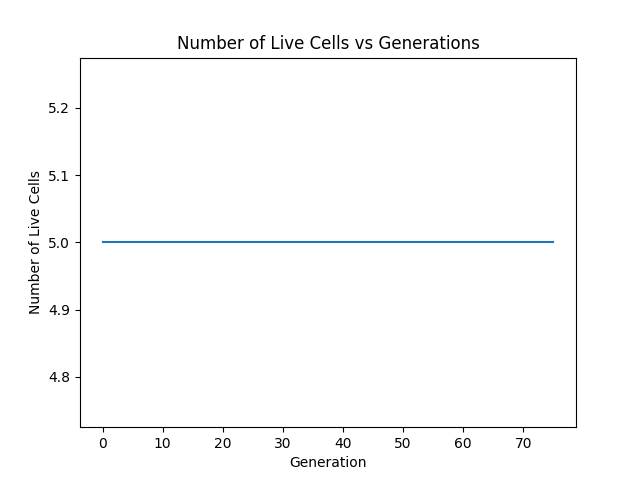 Number of Live Cells vs Generations
Number of Live Cells
5.2
5.1
5.0
4.9
4.8
0 10 20 30 40 50 60 70
Generation